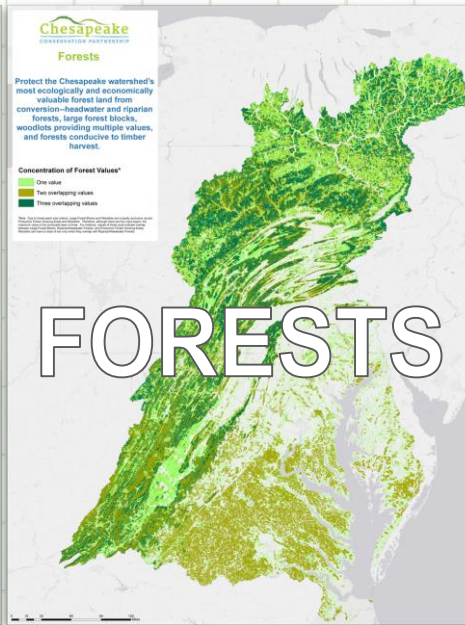 Chesapeake
CONSERVATION PARTNERSHIP
Forests
Protect the Chesapeake watershed's
most ecologically and economically
valuable forest land from
conversion--headwater and riparian
forests, large forest blocks,
woodlots providing multiple values,
and forests conducive to timber
harvest.
Concentration of Forest Values*
One value
Two overlapping values
Three overlapping values
FORESTS